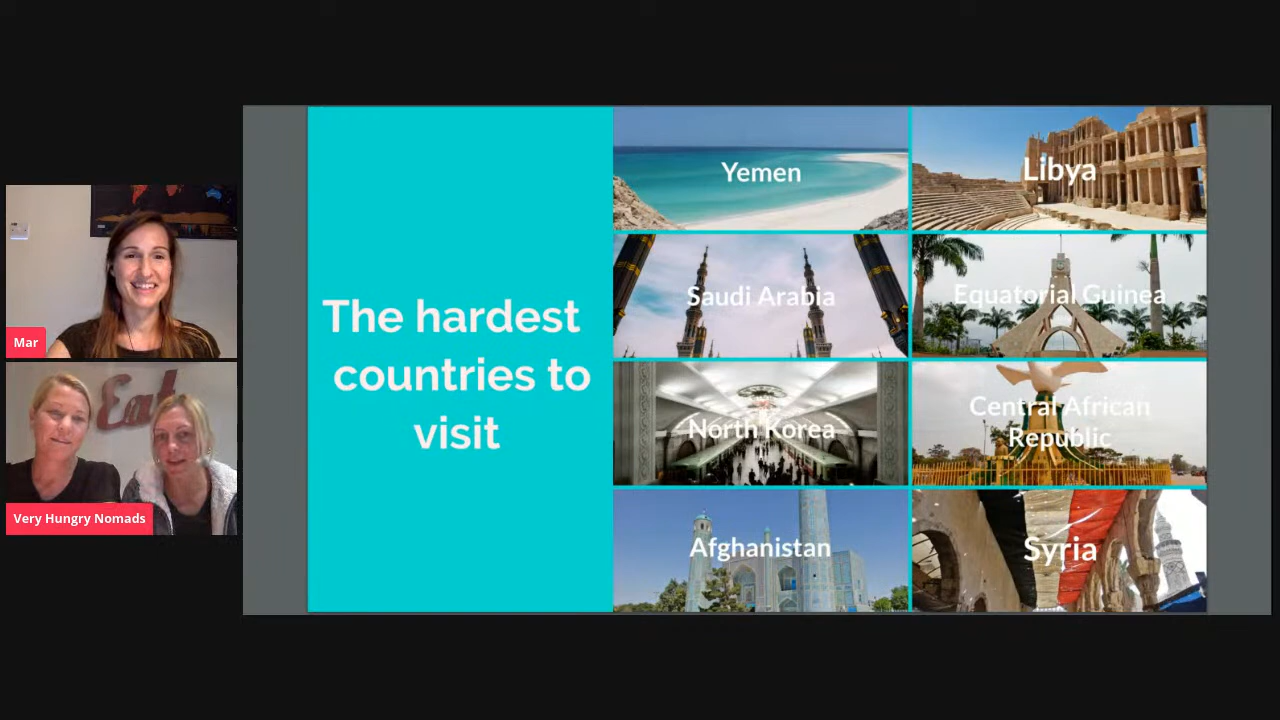 Mar
Eat
Very Hungry Nomads
The hardest
countries to
visit
Yemen
Libya
Saudi Arabia
Equatorial Guinea
North Korea
Central African
Republic
Afghanistan
Syria